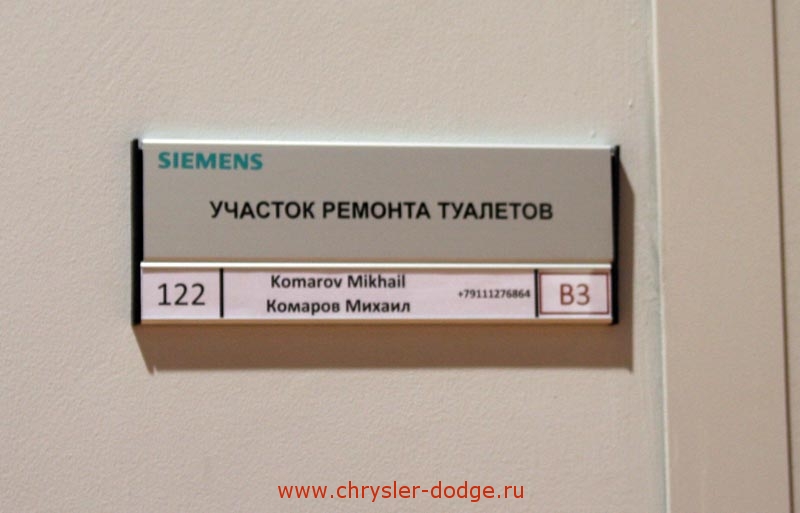 SIEMENS
УЧАСТОК РЕМОНТА ТУАЛЕТОВ
122
Komarov Mikhail
Комаров Михаил
+79111276864
B3
www.chrysler-dodge.ru